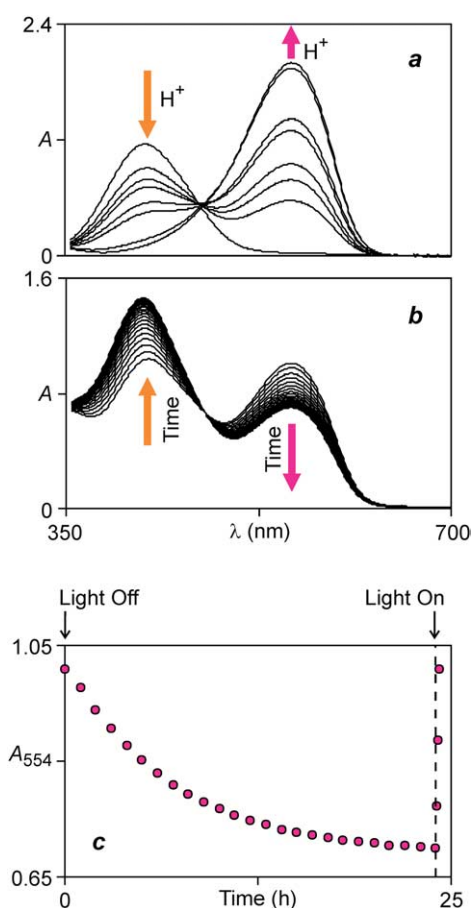 2.4
a
H+
H+
A
0
1.6
b
A
Time
Time
0
350
λ (nm)
700
Light Off
Light On
1.05
A554
c
0.65
0
Time (h)
25